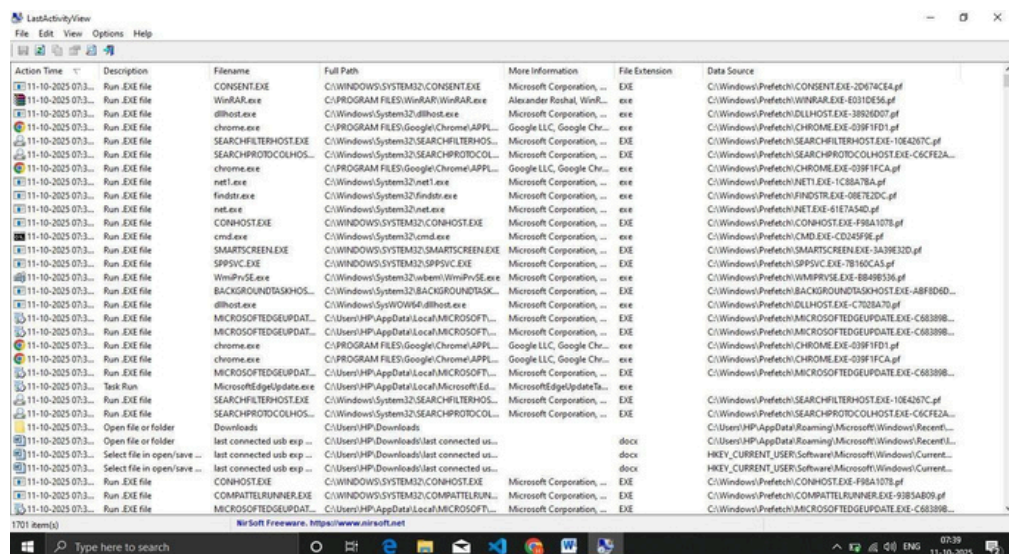 LastActivityView
File Edit View Options Help
Action Time Description Filename Full Path More Information File Extension Data Source
11-10-2025 07:3... Run .EXE file CONSENT.EXE C:\WINDOWS\SYSTEM32\CONSENT.EXE Microsoft Corporation, ... EXE C:\Windows\Prefetch\CONSENT.EXE-2D674CE4.pf
11-10-2025 07:3... Run .EXE file WinRAR.exe C:\PROGRAM FILES\WinRAR\WinRAR.exe Alexander Roshal, WinR... exe C:\Windows\Prefetch\WINRAR.EXE-E031DE56.pf
11-10-2025 07:3... Run .EXE file dllhost.exe C:\Windows\System32\dllhost.exe Microsoft Corporation, ... exe C:\Windows\Prefetch\DLLHOST.EXE-38926D07.pf
11-10-2025 07:3... Run .EXE file chrome.exe C:\PROGRAM FILES\Google\Chrome\APPL... Google LLC, Google Chr... exe C:\Windows\Prefetch\CHROME.EXE-039F1FD1.pf
11-10-2025 07:3... Run .EXE file SEARCHFILTERHOST.EXE C:\Windows\System32\SEARCHFILTERHOS... Microsoft Corporation, ... EXE C:\Windows\Prefetch\SEARCHFILTERHOST.EXE-10E4267C.pf
11-10-2025 07:3... Run .EXE file SEARCHPROTOCOLHOS... C:\Windows\System32\SEARCHPROTOCOL... Microsoft Corporation, ... EXE C:\Windows\Prefetch\SEARCHPROTOCOLHOST.EXE-C6CFE2A...
11-10-2025 07:3... Run .EXE file chrome.exe C:\PROGRAM FILES\Google\Chrome\APPL... Google LLC, Google Chr... exe C:\Windows\Prefetch\CHROME.EXE-039F1FCA.pf
11-10-2025 07:3... Run .EXE file net1.exe C:\Windows\System32\net1.exe Microsoft Corporation, ... exe C:\Windows\Prefetch\NET1.EXE-1C88A7BA.pf
11-10-2025 07:3... Run .EXE file findstr.exe C:\Windows\System32\findstr.exe Microsoft Corporation, ... exe C:\Windows\Prefetch\FINDSTR.EXE-08E7E2DC.pf
11-10-2025 07:3... Run .EXE file net.exe C:\Windows\System32\net.exe Microsoft Corporation, ... exe C:\Windows\Prefetch\NET.EXE-61E7A54D.pf
11-10-2025 07:3... Run .EXE file CONHOST.EXE C:\WINDOWS\SYSTEM32\CONHOST.EXE Microsoft Corporation, ... EXE C:\Windows\Prefetch\CONHOST.EXE-F98A1078.pf
11-10-2025 07:3... Run .EXE file cmd.exe C:\Windows\System32\cmd.exe Microsoft Corporation, ... exe C:\Windows\Prefetch\CMD.EXE-CD245F9E.pf
11-10-2025 07:3... Run .EXE file SMARTSCREEN.EXE C:\WINDOWS\SYSTEM32\SMARTSCREEN.EXE Microsoft Corporation, ... EXE C:\Windows\Prefetch\SMARTSCREEN.EXE-3A39E32D.pf
11-10-2025 07:3... Run .EXE file SPPSVC.EXE C:\WINDOWS\SYSTEM32\SPPSVC.EXE Microsoft Corporation, ... EXE C:\Windows\Prefetch\SPPSVC.EXE-7B160CA5.pf
11-10-2025 07:3... Run .EXE file WmiPrvSE.exe C:\Windows\System32\wbem\WmiPrvSE.exe Microsoft Corporation, ... exe C:\Windows\Prefetch\WMIPRVSE.EXE-BB49B536.pf
11-10-2025 07:3... Run .EXE file BACKGROUNDTASKHOS... C:\Windows\System32\BACKGROUNDTASK... Microsoft Corporation, ... EXE C:\Windows\Prefetch\BACKGROUNDTASKHOST.EXE-ABF8D6D...
11-10-2025 07:3... Run .EXE file dllhost.exe C:\Windows\SysWOW64\dllhost.exe Microsoft Corporation, ... exe C:\Windows\Prefetch\DLLHOST.EXE-C7028A70.pf
11-10-2025 07:3... Run .EXE file MICROSOFTEDGEUPDAT... C:\Users\HP\AppData\Local\MICROSOFT\... Microsoft Corporation, ... EXE C:\Windows\Prefetch\MICROSOFTEDGEUPDATE.EXE-C68389B...
11-10-2025 07:3... Run .EXE file chrome.exe C:\PROGRAM FILES\Google\Chrome\APPL... Google LLC, Google Chr... exe C:\Windows\Prefetch\CHROME.EXE-039F1FD1.pf
11-10-2025 07:3... Run .EXE file chrome.exe C:\PROGRAM FILES\Google\Chrome\APPL... Google LLC, Google Chr... exe C:\Windows\Prefetch\CHROME.EXE-039F1FCA.pf
11-10-2025 07:3... Run .EXE file MICROSOFTEDGEUPDAT... C:\Users\HP\AppData\Local\MICROSOFT\... Microsoft Corporation, ... EXE C:\Windows\Prefetch\MICROSOFTEDGEUPDATE.EXE-C68389B...
11-10-2025 07:3... Task Run MicrosoftEdgeUpdate.exe C:\Users\HP\AppData\Local\Microsoft\Ed... MicrosoftEdgeUpdateTa... exe
11-10-2025 07:3... Run .EXE file SEARCHFILTERHOST.EXE C:\Windows\System32\SEARCHFILTERHOS... Microsoft Corporation, ... EXE C:\Windows\Prefetch\SEARCHFILTERHOST.EXE-10E4267C.pf
11-10-2025 07:3... Run .EXE file SEARCHPROTOCOLHOS... C:\Windows\System32\SEARCHPROTOCOL... Microsoft Corporation, ... EXE C:\Windows\Prefetch\SEARCHPROTOCOLHOST.EXE-C6CFE2A...
11-10-2025 07:3... Open file or folder Downloads C:\Users\HP\Downloads C:\Users\HP\AppData\Roaming\Microsoft\Windows\Recent\...
11-10-2025 07:3... Open file or folder last connected usb exp ... C:\Users\HP\Downloads\last connected us... docx C:\Users\HP\AppData\Roaming\Microsoft\Windows\Recent\l...
11-10-2025 07:3... Select file in open/save ... last connected usb exp ... C:\Users\HP\Downloads\last connected us... docx HKEY_CURRENT_USER\Software\Microsoft\Windows\Current...
11-10-2025 07:3... Select file in open/save ... last connected usb exp ... C:\Users\HP\Downloads\last connected us... docx HKEY_CURRENT_USER\Software\Microsoft\Windows\Current...
11-10-2025 07:3... Run .EXE file CONHOST.EXE C:\WINDOWS\SYSTEM32\CONHOST.EXE Microsoft Corporation, ... EXE C:\Windows\Prefetch\CONHOST.EXE-F98A1078.pf
11-10-2025 07:3... Run .EXE file COMPATTELRUNNER.EXE C:\WINDOWS\SYSTEM32\COMPATTELRUN... Microsoft Corporation, ... EXE C:\Windows\Prefetch\COMPATTELRUNNER.EXE-93B5AB09.pf
11-10-2025 07:3... Run .EXE file MICROSOFTEDGEUPDAT... C:\Users\HP\AppData\Local\MICROSOFT\... Microsoft Corporation, ... EXE C:\Windows\Prefetch\MICROSOFTEDGEUPDATE.EXE-C68389B...
1701 item(s) NirSoft Freeware. https://www.nirsoft.net
Type here to search ENG 07:39
11-10-2025